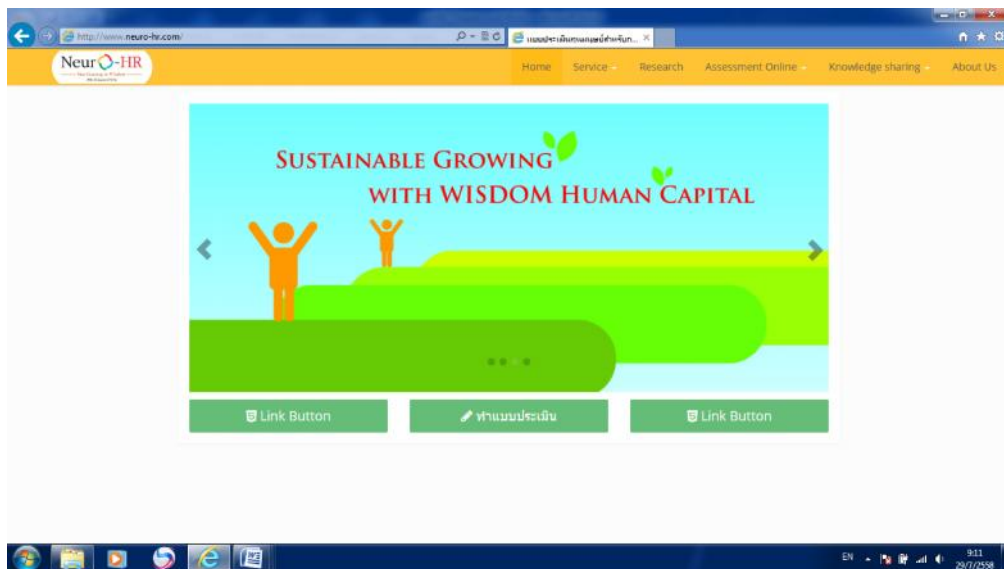 http://www.neuro-hr.com/
Neuro-HR
Home Service Research Assessment Online Knowledge sharing About Us
SUSTAINABLE GROWING
WITH WISDOM HUMAN CAPITAL
Link Button ทำแบบประเมิน Link Button
EN 9:11
29/7/2558